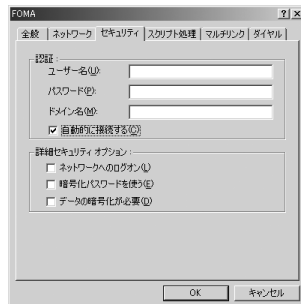 FOMA
全般 ネットワーク セキュリティ スクリプト処理 マルチリンク ダイヤル
認証:
ユーザー名(U):
パスワード(P):
ドメイン名(M):
自動的に接続する(C)
詳細セキュリティ オプション:
ネットワークへのログオン(L)
暗号化パスワードを使う(E)
データの暗号化が必要(D)
OK キャンセル